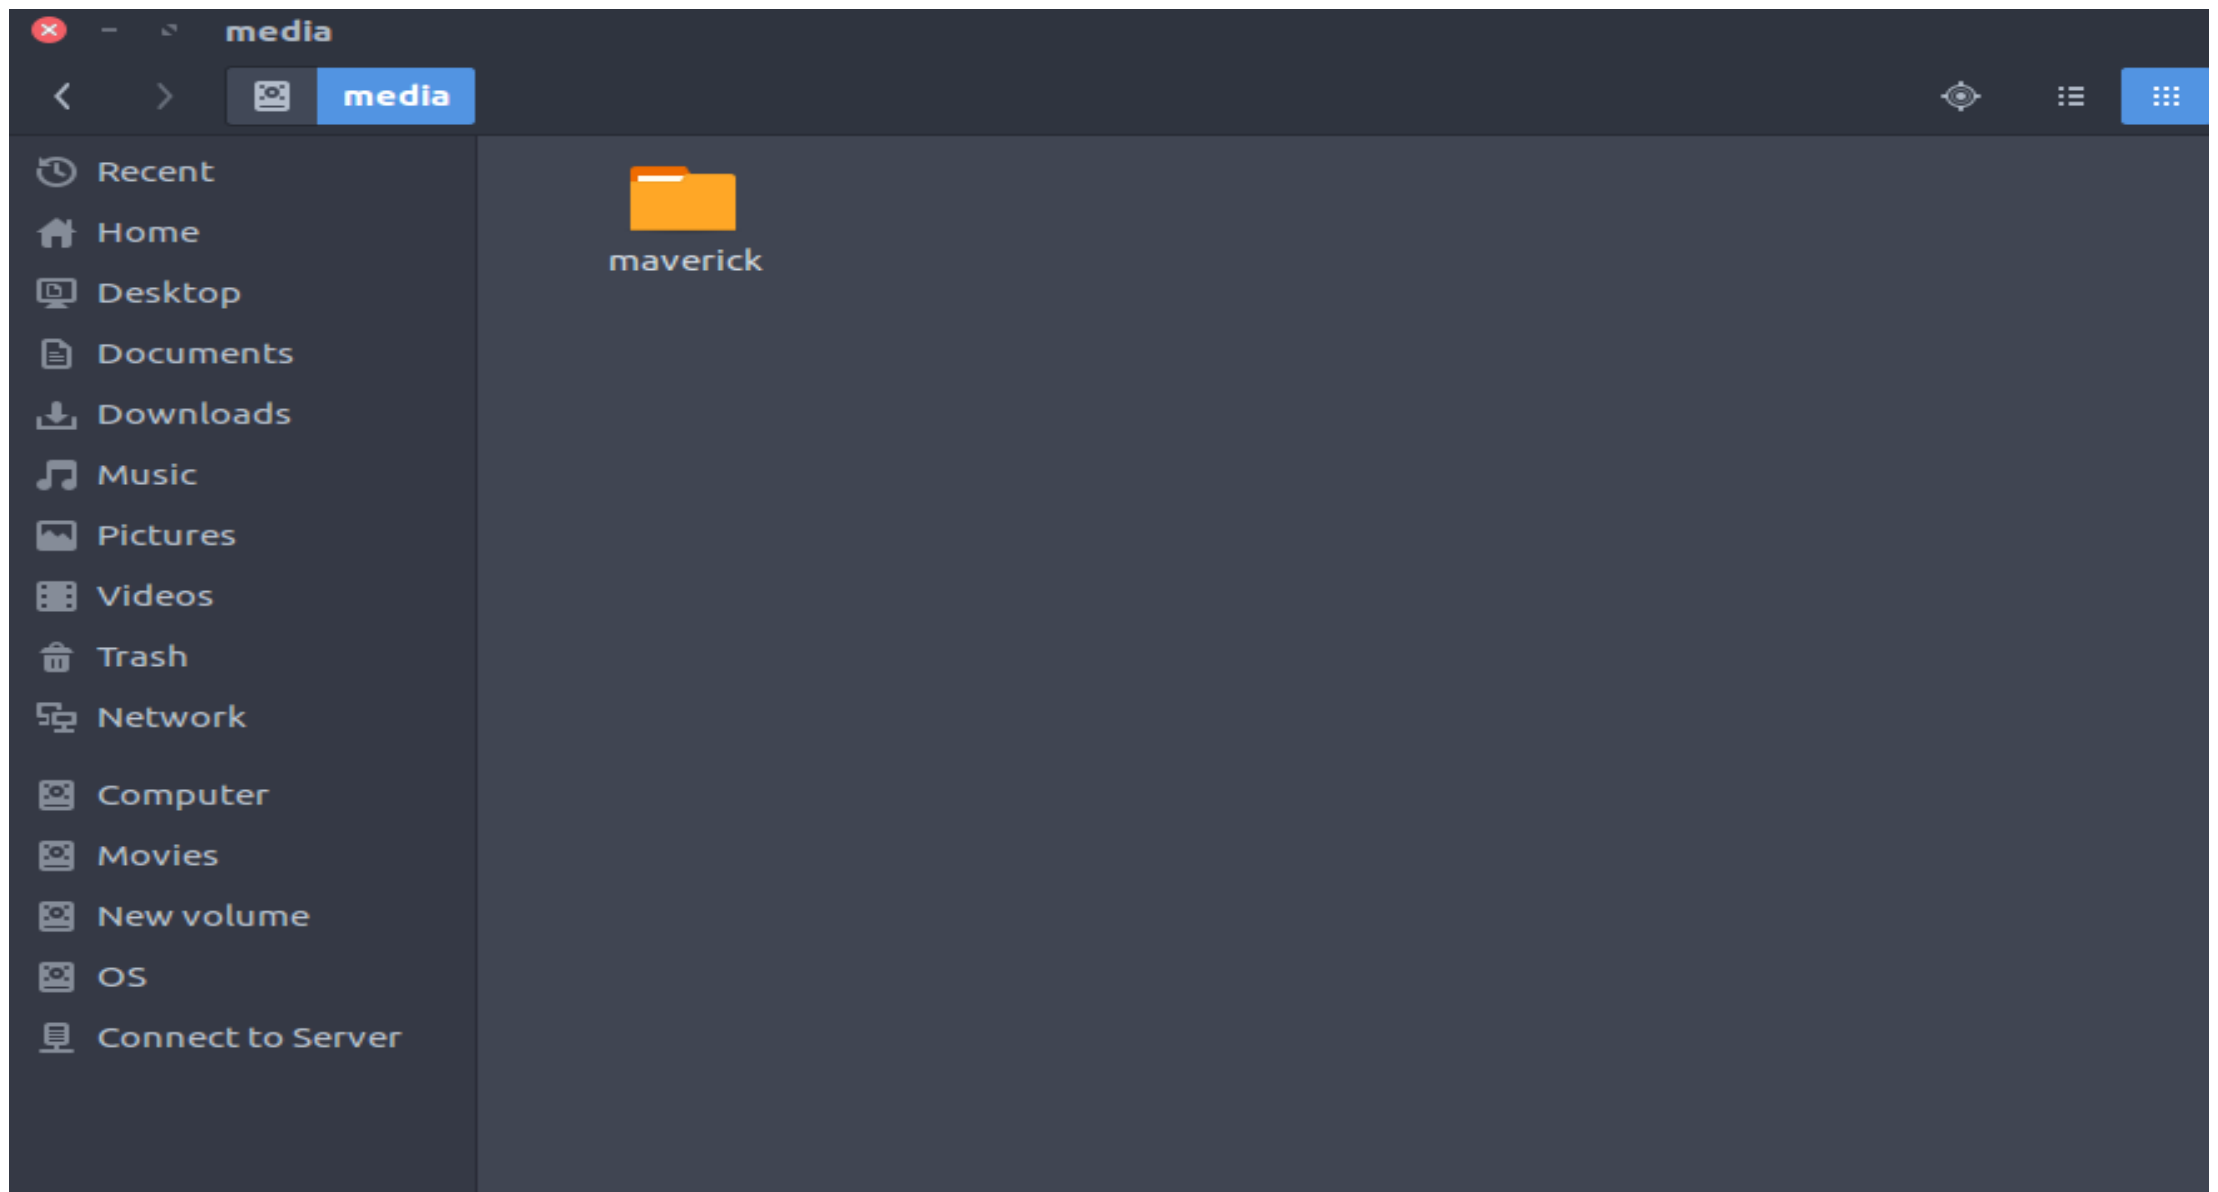 media
media
Recent
Home
Desktop
Documents
Downloads
Music
Pictures
Videos
Trash
Network
Computer
Movies
New volume
OS
Connect to Server
maverick